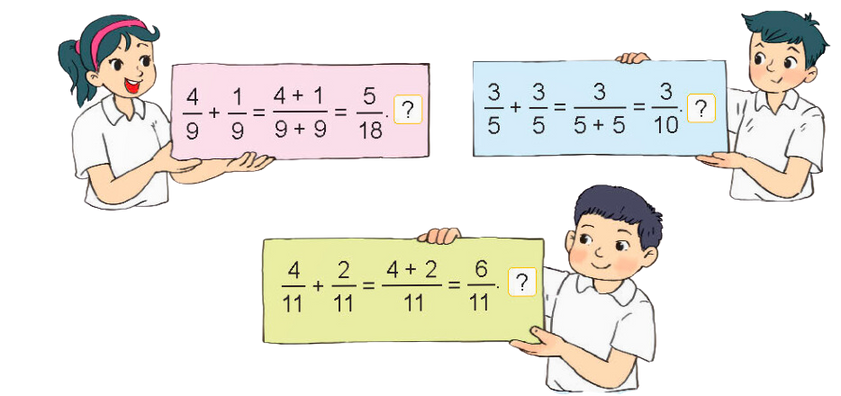 4/9 + 1/9 = (4 + 1)/(9 + 9) = 5/18. ?
3/5 + 3/5 = 3/(5 + 5) = 3/10. ?
4/11 + 2/11 = (4 + 2)/11 = 6/11. ?